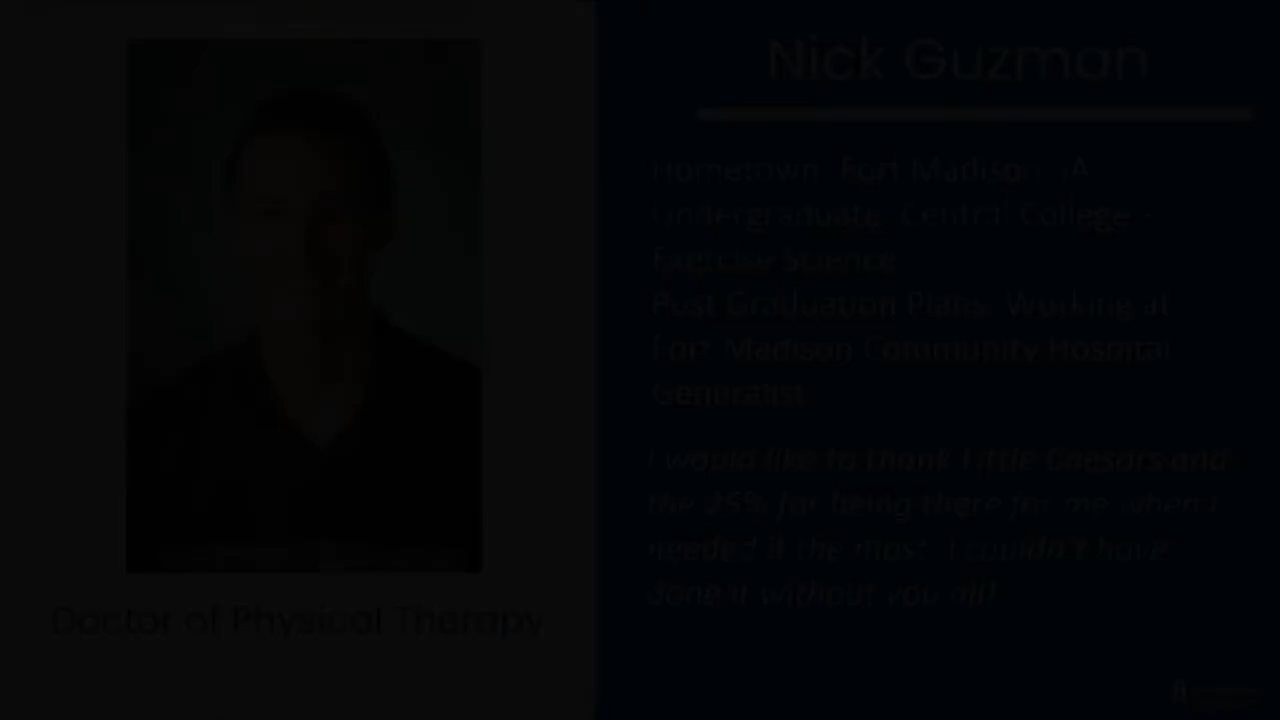 Nick Guzman
Hometown: Fort Madison, IA
Undergraduate: Central College -
Exercise Science
Post Graduation Plans: Working at
Fort Madison Community Hospital
Generalist
I would like to thank Little Caesars and
the 25% for being there for me when I
needed it the most. I couldn't have
done it without you all!
Doctor of Physical Therapy